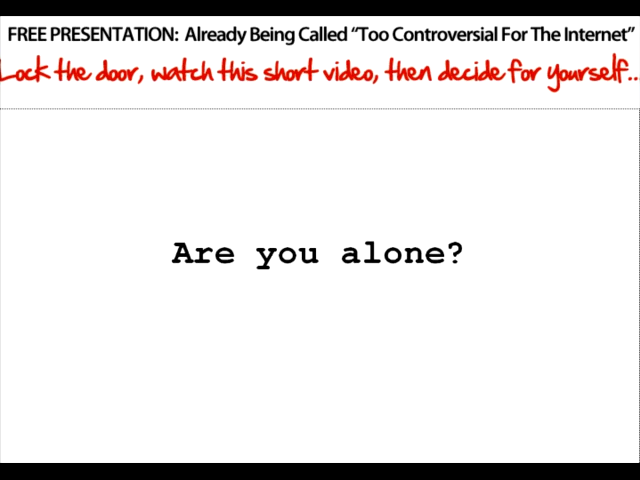 FREE PRESENTATION: Already Being Called “Too Controversial For The Internet”
Lock the door, watch this short video, then decide for yourself...
Are you alone?